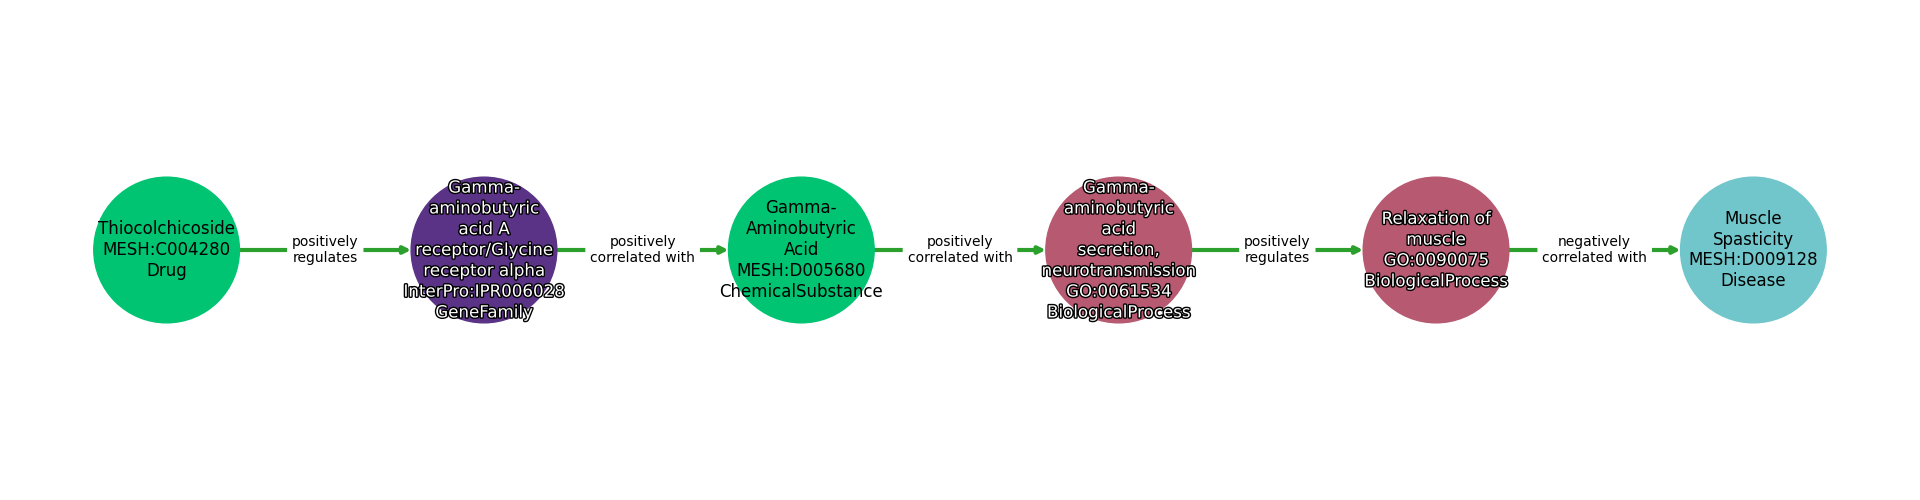 Thiocolchicoside
MESH:C004280
Drug
positively
regulates
Gamma-
aminobutyric
acid A
receptor/Glycine
receptor alpha
InterPro:IPR006028
GeneFamily
positively
correlated with
Gamma-
Aminobutyric
Acid
MESH:D005680
ChemicalSubstance
positively
correlated with
Gamma-
aminobutyric
acid
secretion,
neurotransmission
GO:0061534
BiologicalProcess
positively
regulates
Relaxation of
muscle
GO:0090075
BiologicalProcess
negatively
correlated with
Muscle
Spasticity
MESH:D009128
Disease